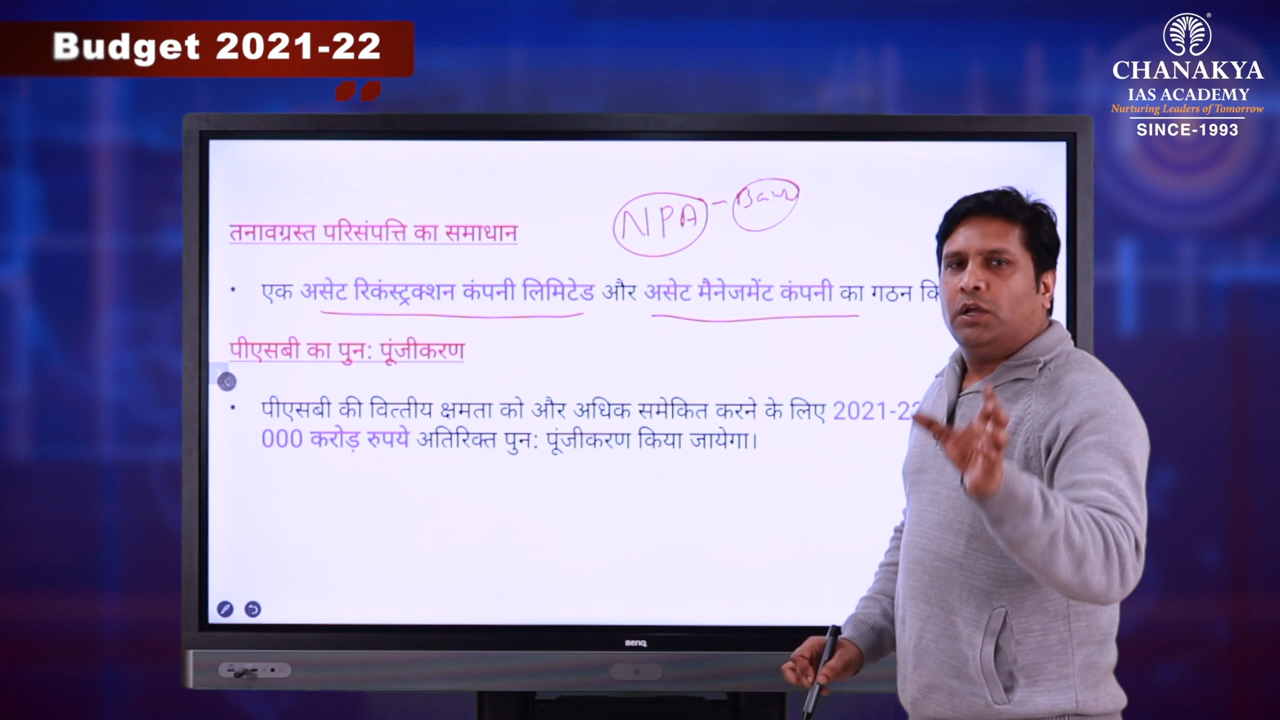 Budget 2021-22
CHANAKYA
IAS ACADEMY
Nurturing Leaders of Tomorrow
SINCE-1993
NPA - Bank
तनावग्रस्त परिसंपत्ति का समाधान
• एक असेट रिकंस्ट्रक्शन कंपनी लिमिटेड और असेट मैनेजमेंट कंपनी का गठन
पीएसबी का पुन: पूंजीकरण
• पीएसबी की वित्तीय क्षमता को और अधिक समेकित करने के लिए 2021-22
000 करोड़ रुपये अतिरिक्त पुन: पूंजीकरण किया जायेगा।
BenQ